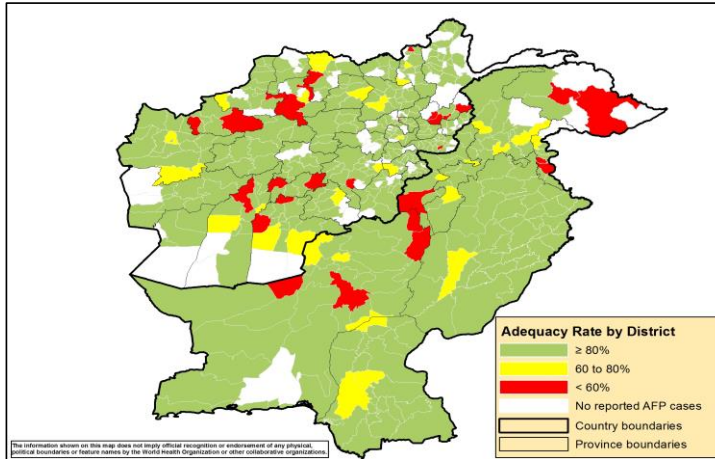 Adequacy Rate by District
≥ 80%
60 to 80%
< 60%
No reported AFP cases
Country boundaries
Province boundaries
The information shown on this map does not imply official recognition or endorsement of any physical,
political boundaries or feature names by the World Health Organization or other collaborative organizations.